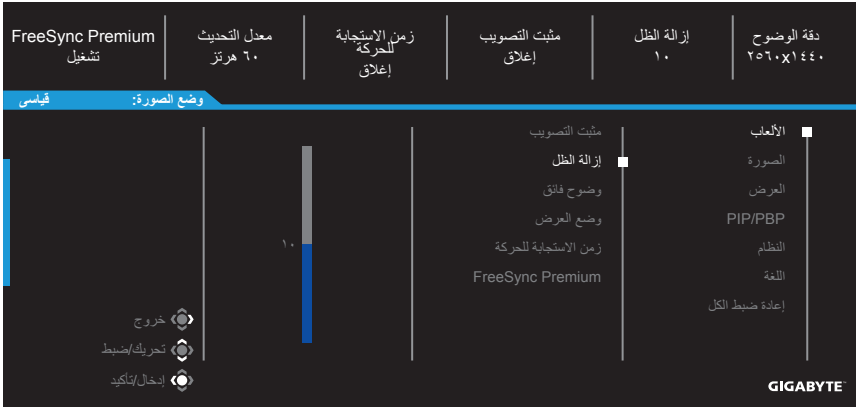 دقة الوضوح
٢٥٦٠x١٤٤٠
إزالة الظل
١٠
مثبت التصويب
إغلاق
زمن الاستجابة
للحركة
إغلاق
معدل التحديث
٦٠ هرتز
FreeSync Premium
تشغيل
وضع الصورة: قياسى
الألعاب
الصورة
العرض
PIP/PBP
النظام
اللغة
إعادة ضبط الكل
مثبت التصويب
إزالة الظل
وضوح فائق
وضع العرض
زمن الاستجابة للحركة
FreeSync Premium
١٠
خروج
تحريك/ضبط
إدخال/تأكيد
GIGABYTE